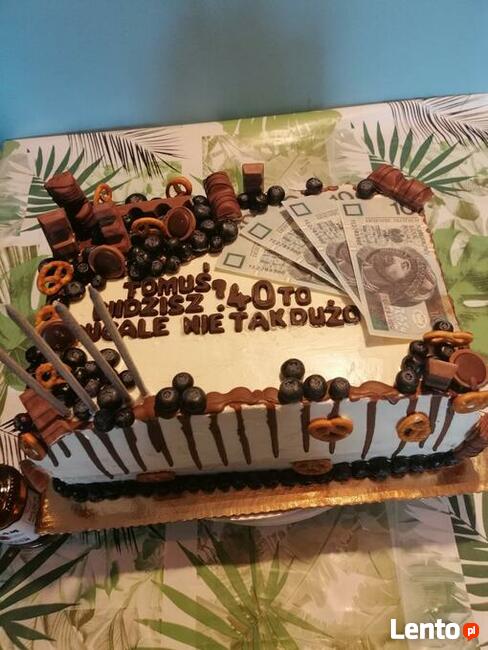 TOMUŚ
WIDZISZ? 40 TO
WCALE NIE TAK DUŻO
Lento.pl